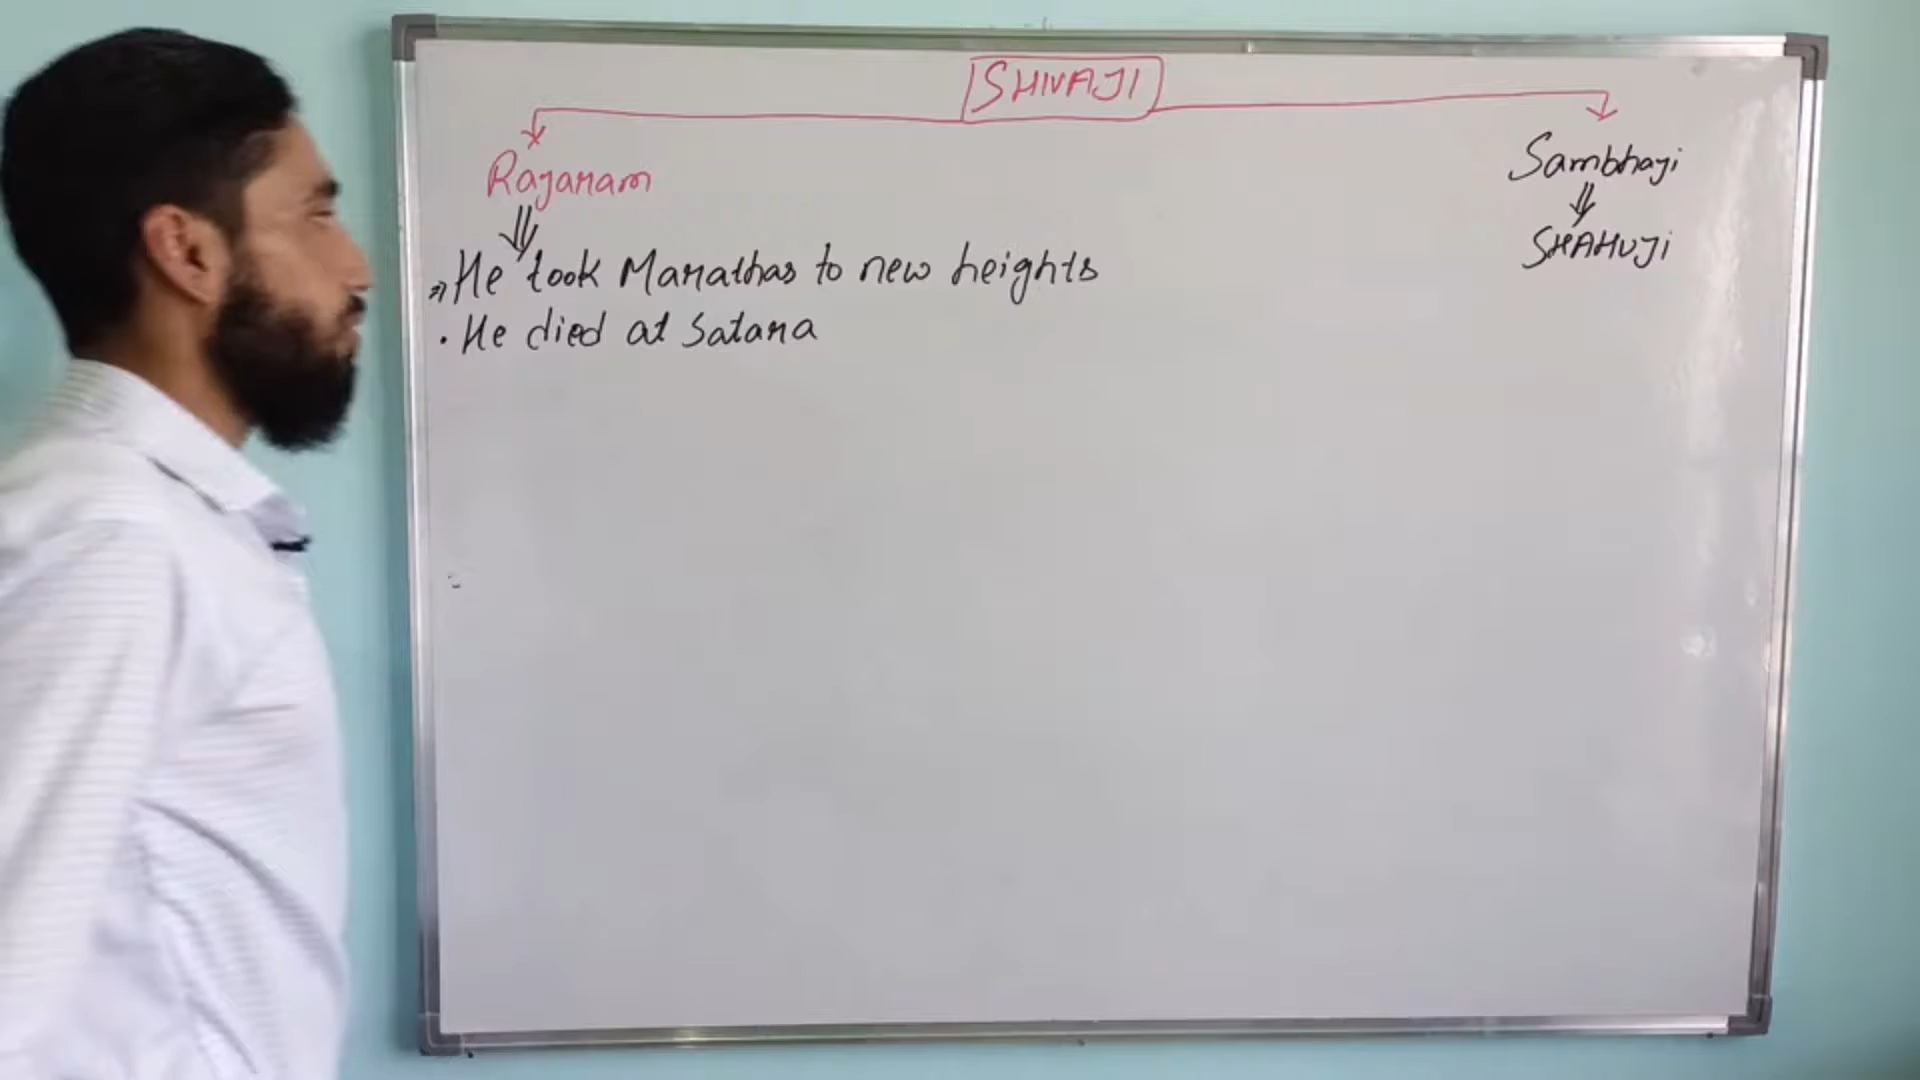 SHIVAJI
Rajaram
Sambhaji
SHAHUJi
He took Marathas to new heights
• He died at Satara